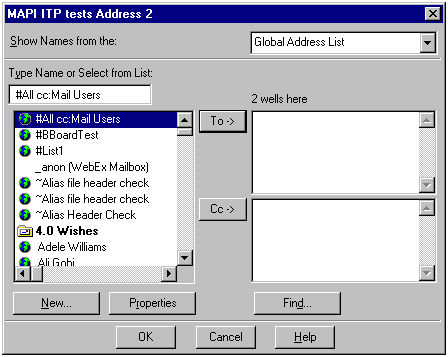 MAPI ITP tests Address 2
Show Names from the:
Global Address List
Type Name or Select from List:
#All cc:Mail Users
2 wells here
#All cc:Mail Users
#BBoardTest
#List1
_anon (WebEx Mailbox)
~Alias file header check
~Alias file header check
~Alias Header Check
4.0 Wishes
Adele Williams
Ali Gobi
To ->
Cc ->
New...
Properties
Find...
OK
Cancel
Help